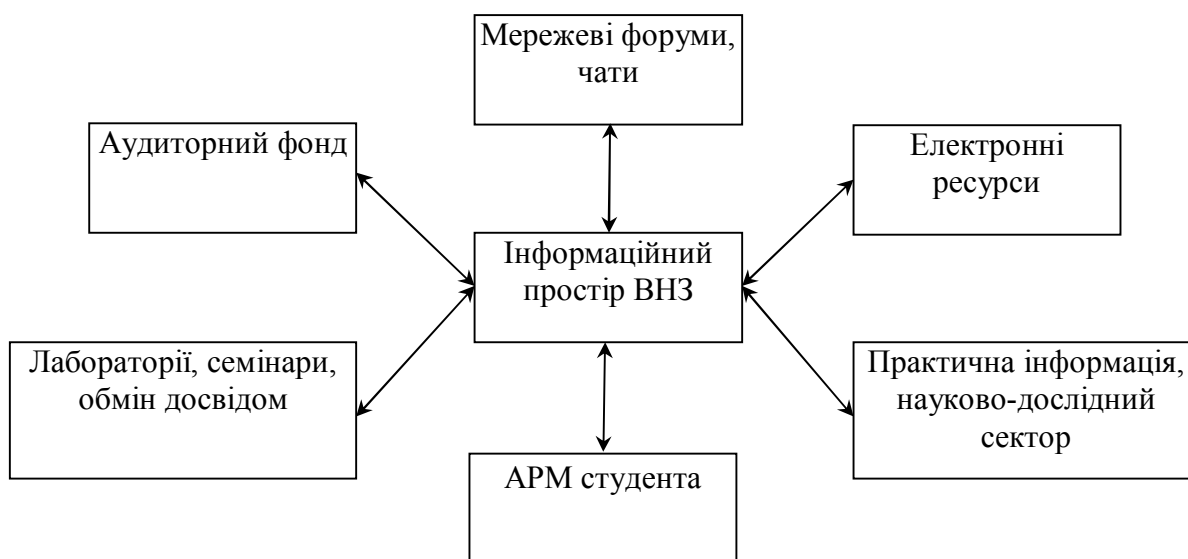 Мережеві форуми,
чати
Аудиторний фонд
Електронні
ресурси
Інформаційний
простір ВНЗ
Лабораторії, семінари,
обмін досвідом
Практична інформація,
науково-дослідний
сектор
АРМ студента